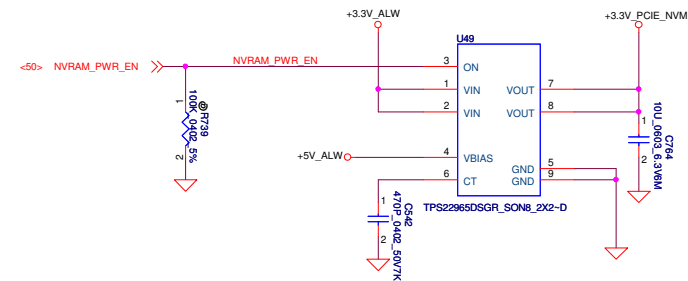 +3.3V_ALW
+3.3V_PCIE_NVM
U49
<50> NVRAM_PWR_EN
NVRAM_PWR_EN
3 ON
1 VIN
2 VIN
VOUT 7
VOUT 8
+5V_ALW
4 VBIAS
6 CT
GND 5
GND 9
TPS22965DSGR_SON8_2X2~D
1
2
@ R739
100K_0402_5%
1
2
C542
470P_0402_50V7K
1
2
C764
10U_0603_6.3V6M